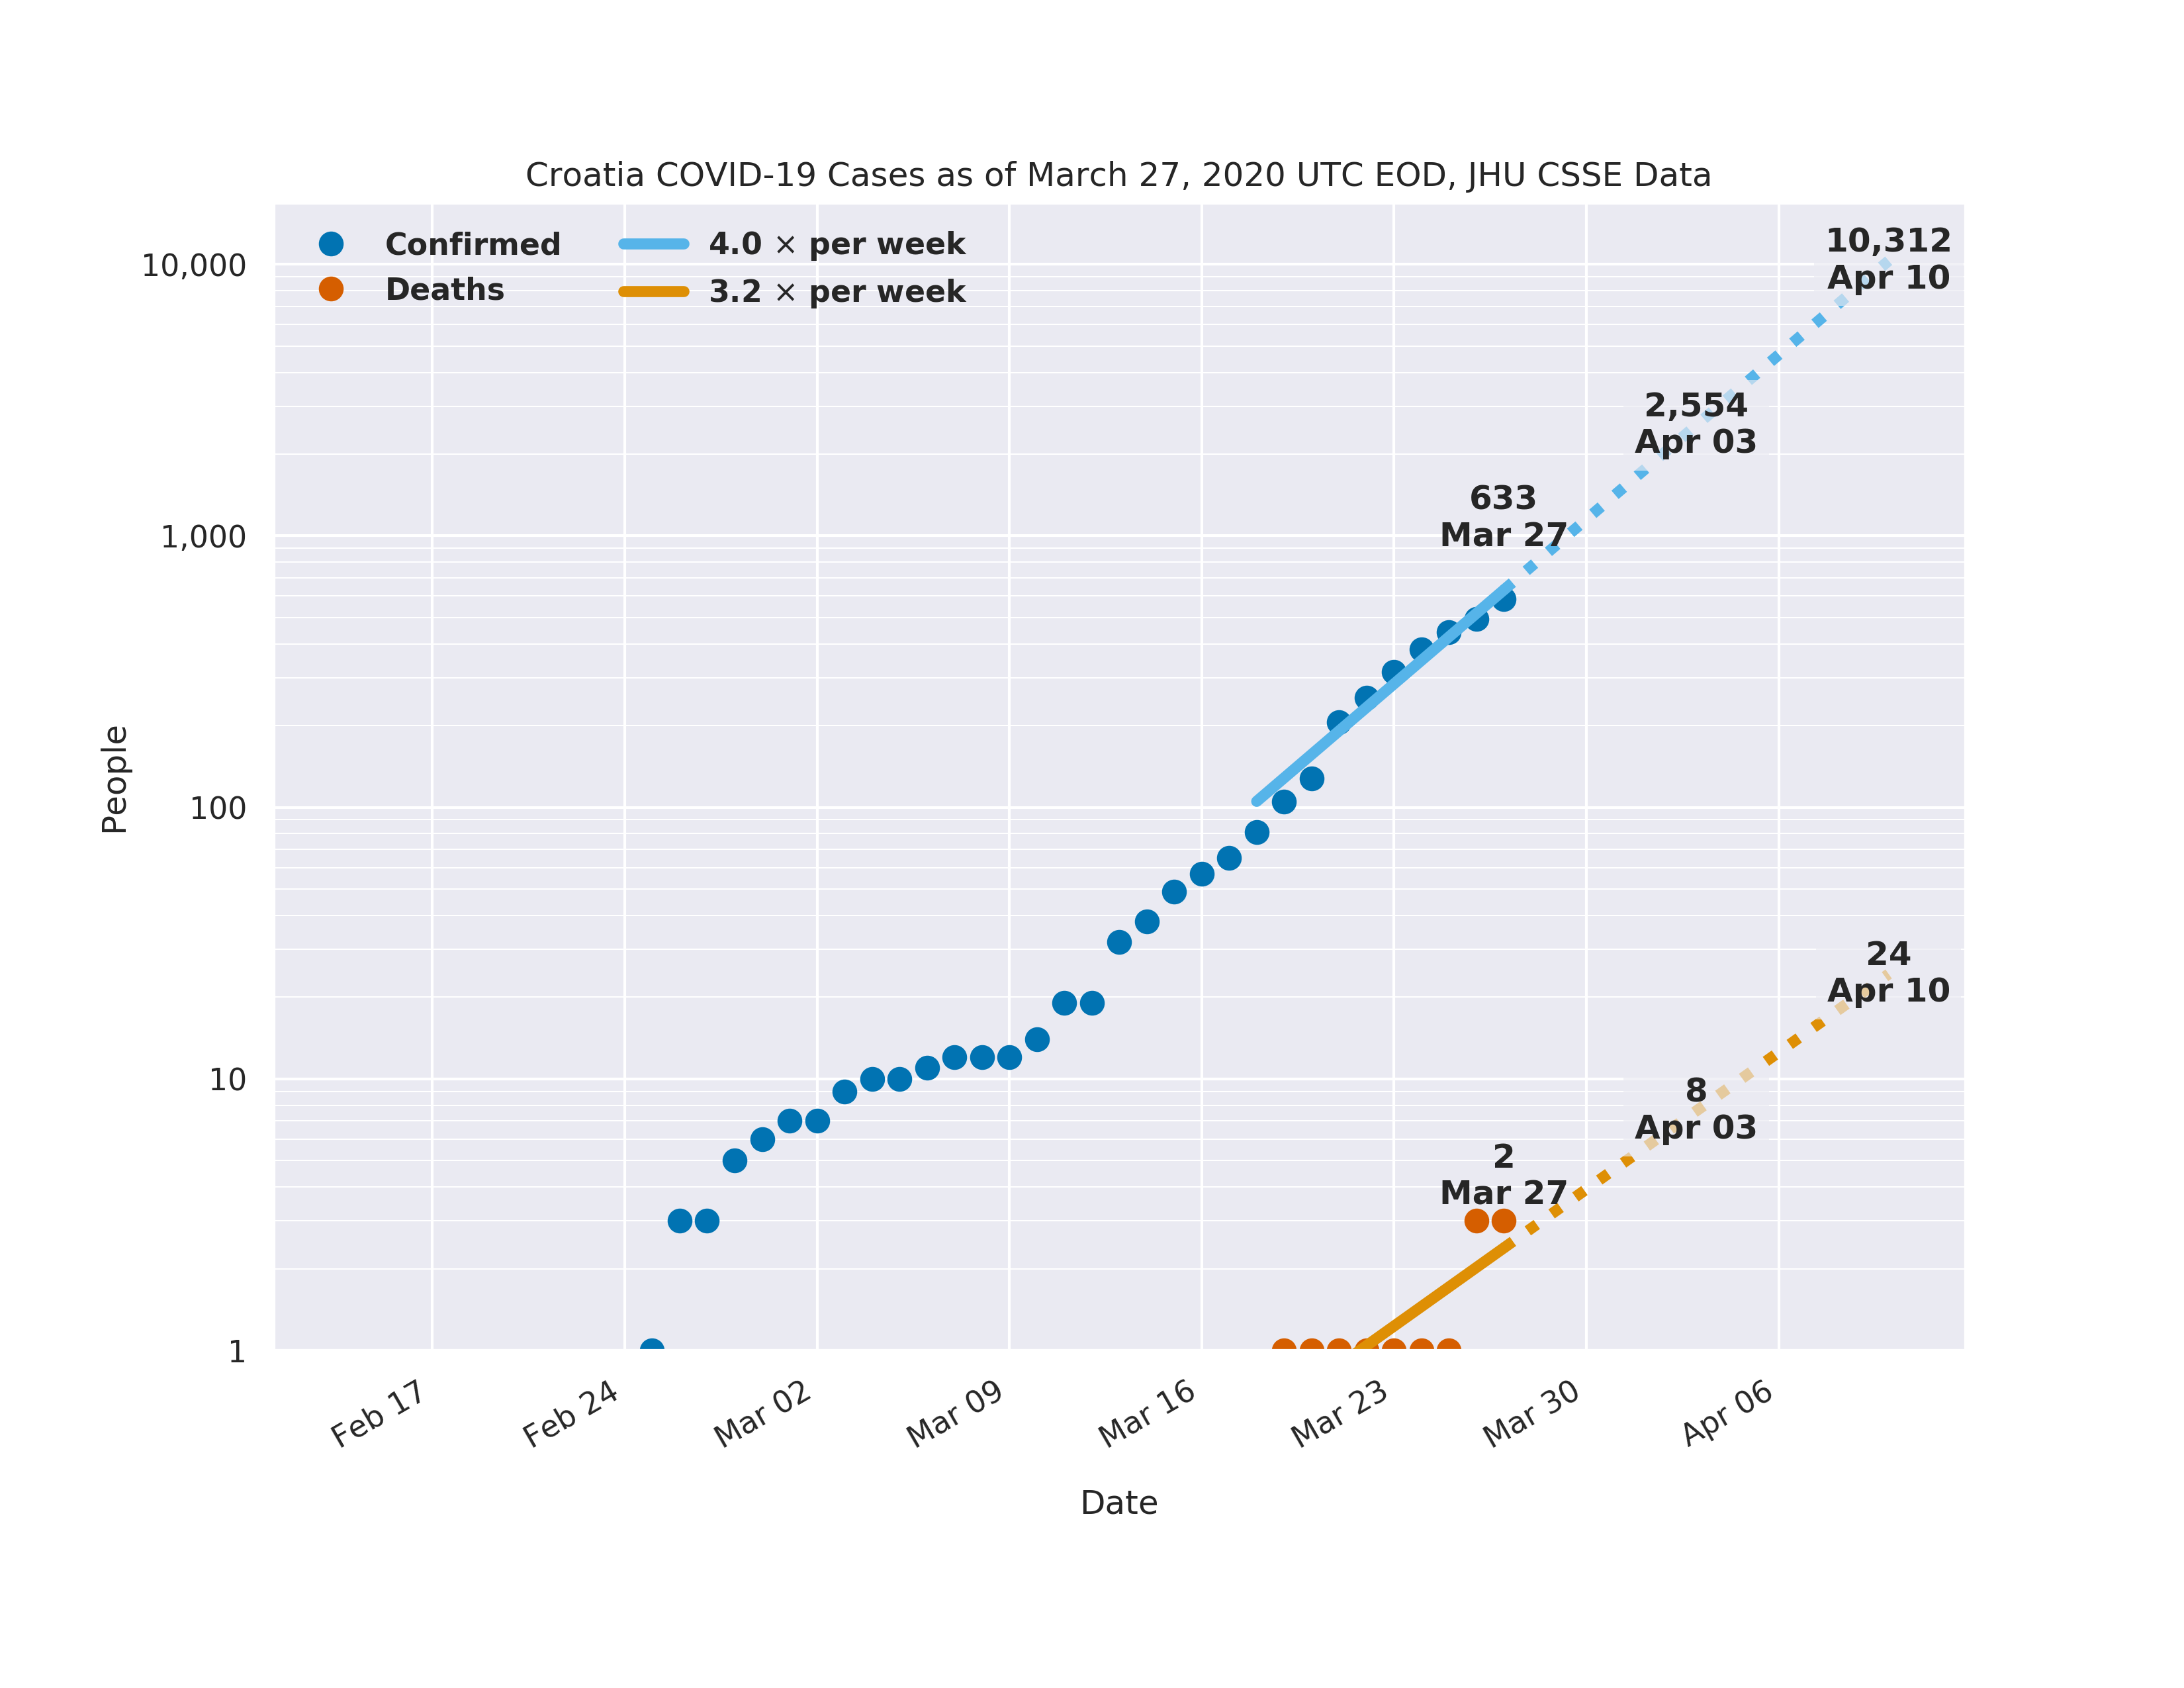 Croatia COVID-19 Cases as of March 27, 2020 UTC EOD, JHU CSSE Data
Confirmed
Deaths
4.0 × per week
3.2 × per week
10,312
Apr 10
2,554
Apr 03
633
Mar 27
24
Apr 10
8
Apr 03
2
Mar 27
10,000
1,000
100
10
1
People
Feb 17
Feb 24
Mar 02
Mar 09
Mar 16
Mar 23
Mar 30
Apr 06
Date